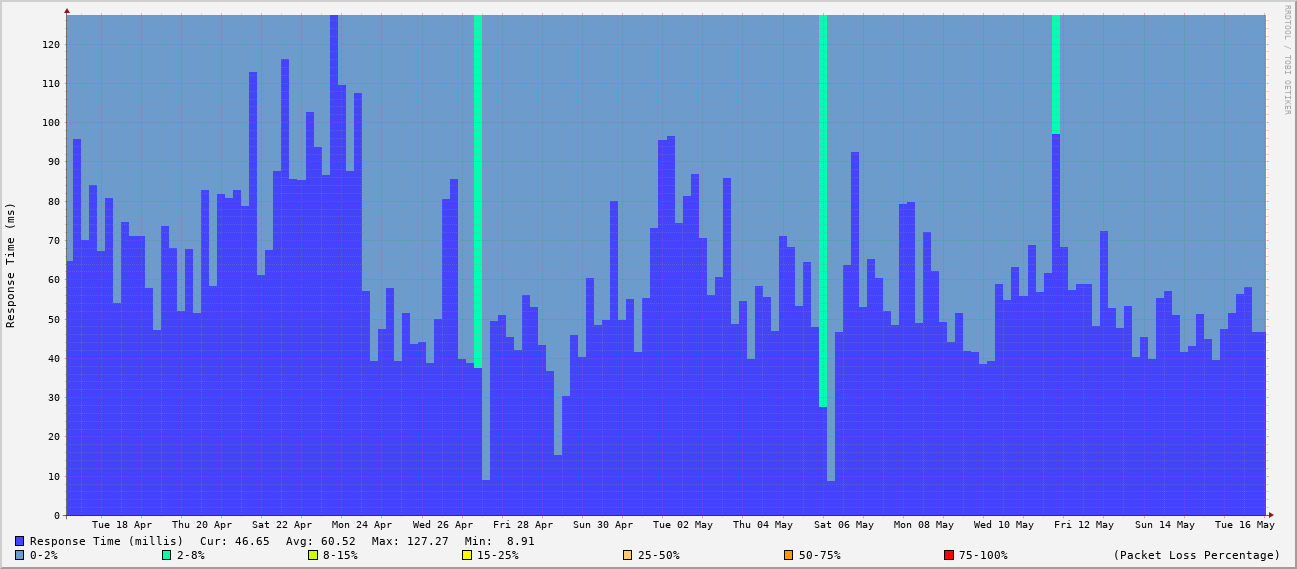 RRDTOOL / TOBI OETIKER
Response Time (ms)
120
110
100
90
80
70
60
50
40
30
20
10
0
Tue 18 Apr Thu 20 Apr Sat 22 Apr Mon 24 Apr Wed 26 Apr Fri 28 Apr Sun 30 Apr Tue 02 May Thu 04 May Sat 06 May Mon 08 May Wed 10 May Fri 12 May Sun 14 May Tue 16 May
Response Time (millis) Cur: 46.65 Avg: 60.52 Max: 127.27 Min: 8.91
0-2% 2-8% 8-15% 15-25% 25-50% 50-75% 75-100% (Packet Loss Percentage)